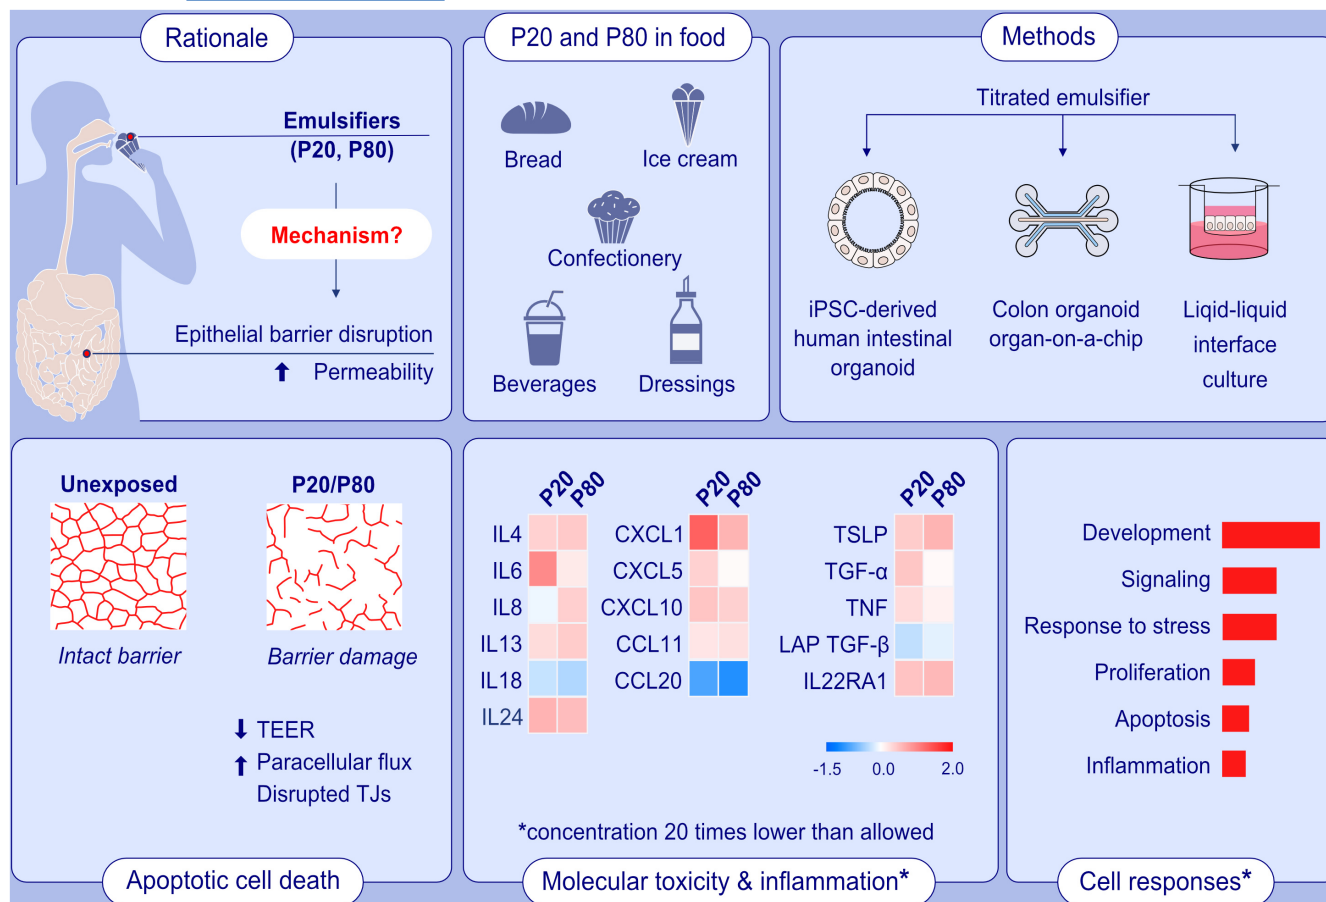 Rationale
Emulsifiers
(P20, P80)
Mechanism?
Epithelial barrier disruption
⬆ Permeability
P20 and P80 in food
Bread
Ice cream
Confectionery
Beverages
Dressings
Methods
Titrated emulsifier
iPSC-derived
human intestinal
organoid
Colon organoid
organ-on-a-chip
Liqid-liquid
interface
culture
Unexposed
P20/P80
Intact barrier
Barrier damage
⬇ TEER
⬆ Paracellular flux
Disrupted TJs
Apoptotic cell death
P20 P80
IL4
IL6
IL8
IL13
IL18
IL24
P20 P80
CXCL1
CXCL5
CXCL10
CCL11
CCL20
P20 P80
TSLP
TGF-α
TNF
LAP TGF-β
IL22RA1
-1.5 0.0 2.0
*concentration 20 times lower than allowed
Molecular toxicity & inflammation*
Development
Signaling
Response to stress
Proliferation
Apoptosis
Inflammation
Cell responses*